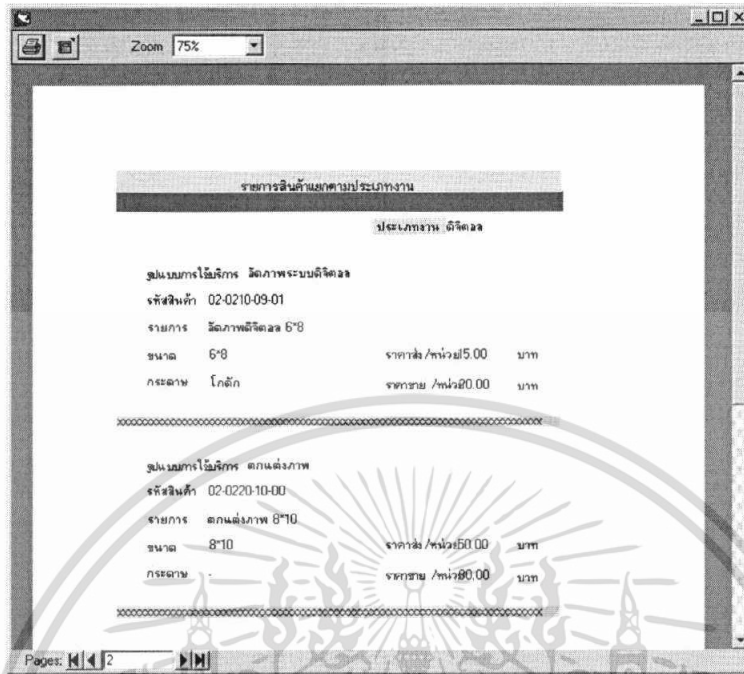 Zoom 75%
รายการสินค้าแยกตามประเภทงาน
ประเภทงาน ดิจิตอล
รูปแบบการใช้บริการ อัดภาพระบบดิจิตอล
รหัสสินค้า 02-0210-09-01
รายการ อัดภาพดิจิตอล 6*8
ขนาด 6*8 ราคาส่ง /หน่วย15.00 บาท
กระดาษ โกดัก ราคาขาย /หน่วย20.00 บาท
xxxxxxxxxxxxxxxxxxxxxxxxxxxxxxxxxxxxxxxxxxxxxxxxxxxxxxxxxxxxxxxx
รูปแบบการใช้บริการ ตกแต่งภาพ
รหัสสินค้า 02-0220-10-00
รายการ ตกแต่งภาพ 8*10
ขนาด 8*10 ราคาส่ง /หน่วย50.00 บาท
กระดาษ - ราคาขาย /หน่วย80.00 บาท
xxxxxxxxxxxxxxxxxxxxxxxxxxxxxxxxxxxxxxxxxxxxxxxxxxxxxxxxxxxxxxxx
Pages: 2